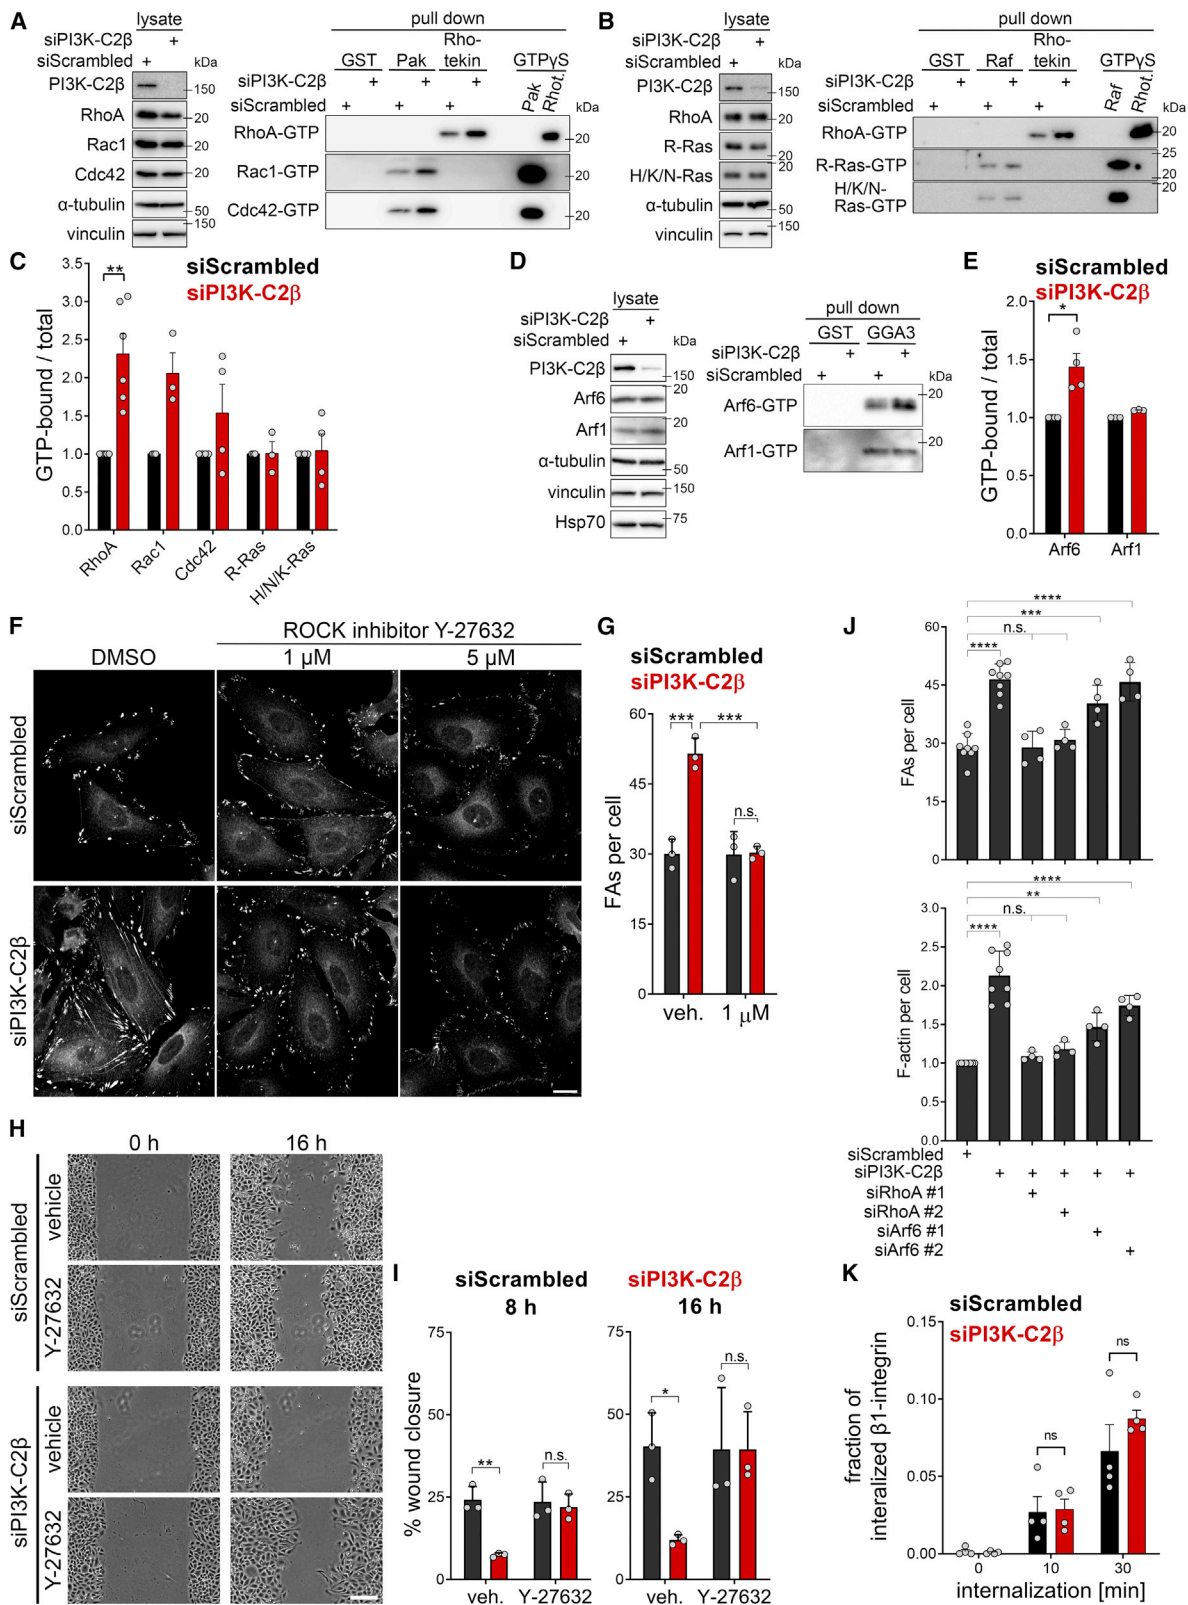 A
lysate
siPI3K-C2β +
siScrambled + kDa
PI3K-C2β 150
RhoA 20
Rac1 20
Cdc42 20
α-tubulin 50
vinculin 150
pull down
GST Pak Rho-tekin GTPγS
siPI3K-C2β + + + Pak Rhot.
siScrambled + + + kDa
RhoA-GTP 20
Rac1-GTP
Cdc42-GTP 20
B
lysate
siPI3K-C2β +
siScrambled + kDa
PI3K-C2β 150
RhoA 20
R-Ras 20
H/K/N-Ras 20
α-tubulin 50
vinculin 150
pull down
GST Raf Rho-tekin GTPγS
siPI3K-C2β + + + Raf Rhot.
siScrambled + + + kDa
RhoA-GTP 20
R-Ras-GTP 25
20
H/K/N-
Ras-GTP 20
C
siScrambled
siPI3K-C2β
GTP-bound / total
3.5
3.0
2.5
2.0
1.5
1.0
0.5
0.0
**
RhoA Rac1 Cdc42 R-Ras H/N/K-Ras
D
lysate
siPI3K-C2β +
siScrambled + kDa
PI3K-C2β 150
Arf6 20
Arf1 20
α-tubulin 50
vinculin 150
Hsp70 75
pull down
GST GGA3
siPI3K-C2β + +
siScrambled + + kDa
Arf6-GTP 20
Arf1-GTP 20
E
siScrambled
siPI3K-C2β
GTP-bound / total
2.0
1.5
1.0
0.5
0.0
*
Arf6 Arf1
F
ROCK inhibitor Y-27632
DMSO 1 μM 5 μM
siScrambled
siPI3K-C2β
G
siScrambled
siPI3K-C2β
FAs per cell
60
45
30
15
0
*** ***
n.s.
veh. 1 μM
H
0 h 16 h
siScrambled
vehicle
Y-27632
siPI3K-C2β
vehicle
Y-27632
I
siScrambled siPI3K-C2β
8 h 16 h
% wound closure
75
50
25
0
** n.s.
veh. Y-27632
75
50
25
0
* n.s.
veh. Y-27632
J
FAs per cell
60
45
30
15
0
****
***
n.s.
****
F-actin per cell
3.0
2.5
2.0
1.5
1.0
0.5
0.0
****
**
n.s.
****
siScrambled +
siPI3K-C2β + + + + +
siRhoA #1 +
siRhoA #2 +
siArf6 #1 +
siArf6 #2 +
K
siScrambled
siPI3K-C2β
fraction of
interalized β1-integrin
0.15
0.10
0.05
0.00
ns ns
0 10 30
internalization [min]